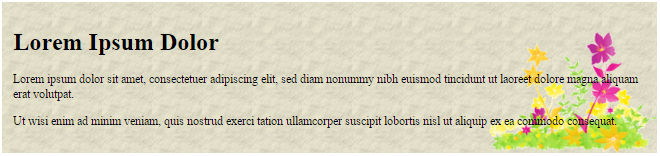 Lorem Ipsum Dolor
Lorem ipsum dolor sit amet, consectetuer adipiscing elit, sed diam nonummy nibh euismod tincidunt ut laoreet dolore magna aliquam
erat volutpat.
Ut wisi enim ad minim veniam, quis nostrud exerci tation ullamcorper suscipit lobortis nisl ut aliquip ex ea commodo consequat.